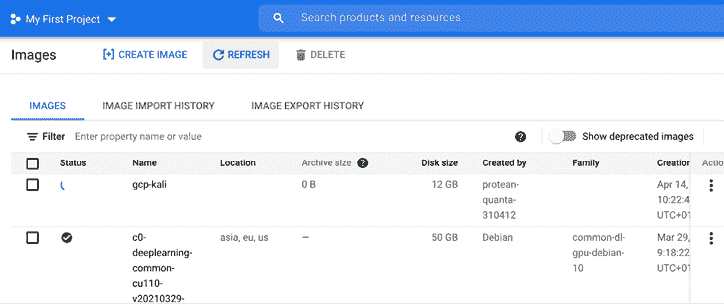 My First Project
Search products and resources
Images
CREATE IMAGE
REFRESH
DELETE
IMAGES
IMAGE IMPORT HISTORY
IMAGE EXPORT HISTORY
Filter
Enter property name or value
Show deprecated images
Status Name Location Archive size Disk size Created by Family Creation Actio
gcp-kali 0 B 12 GB protean- Apr 14,
quanta- 10:22:4
310412 UTC+01
c0- asia, eu, us — 50 GB Debian common-dl- Mar 29,
deeplearning- gpu-debian- 9:18:22
common- 10 UTC+01
cu110-
v20210329-